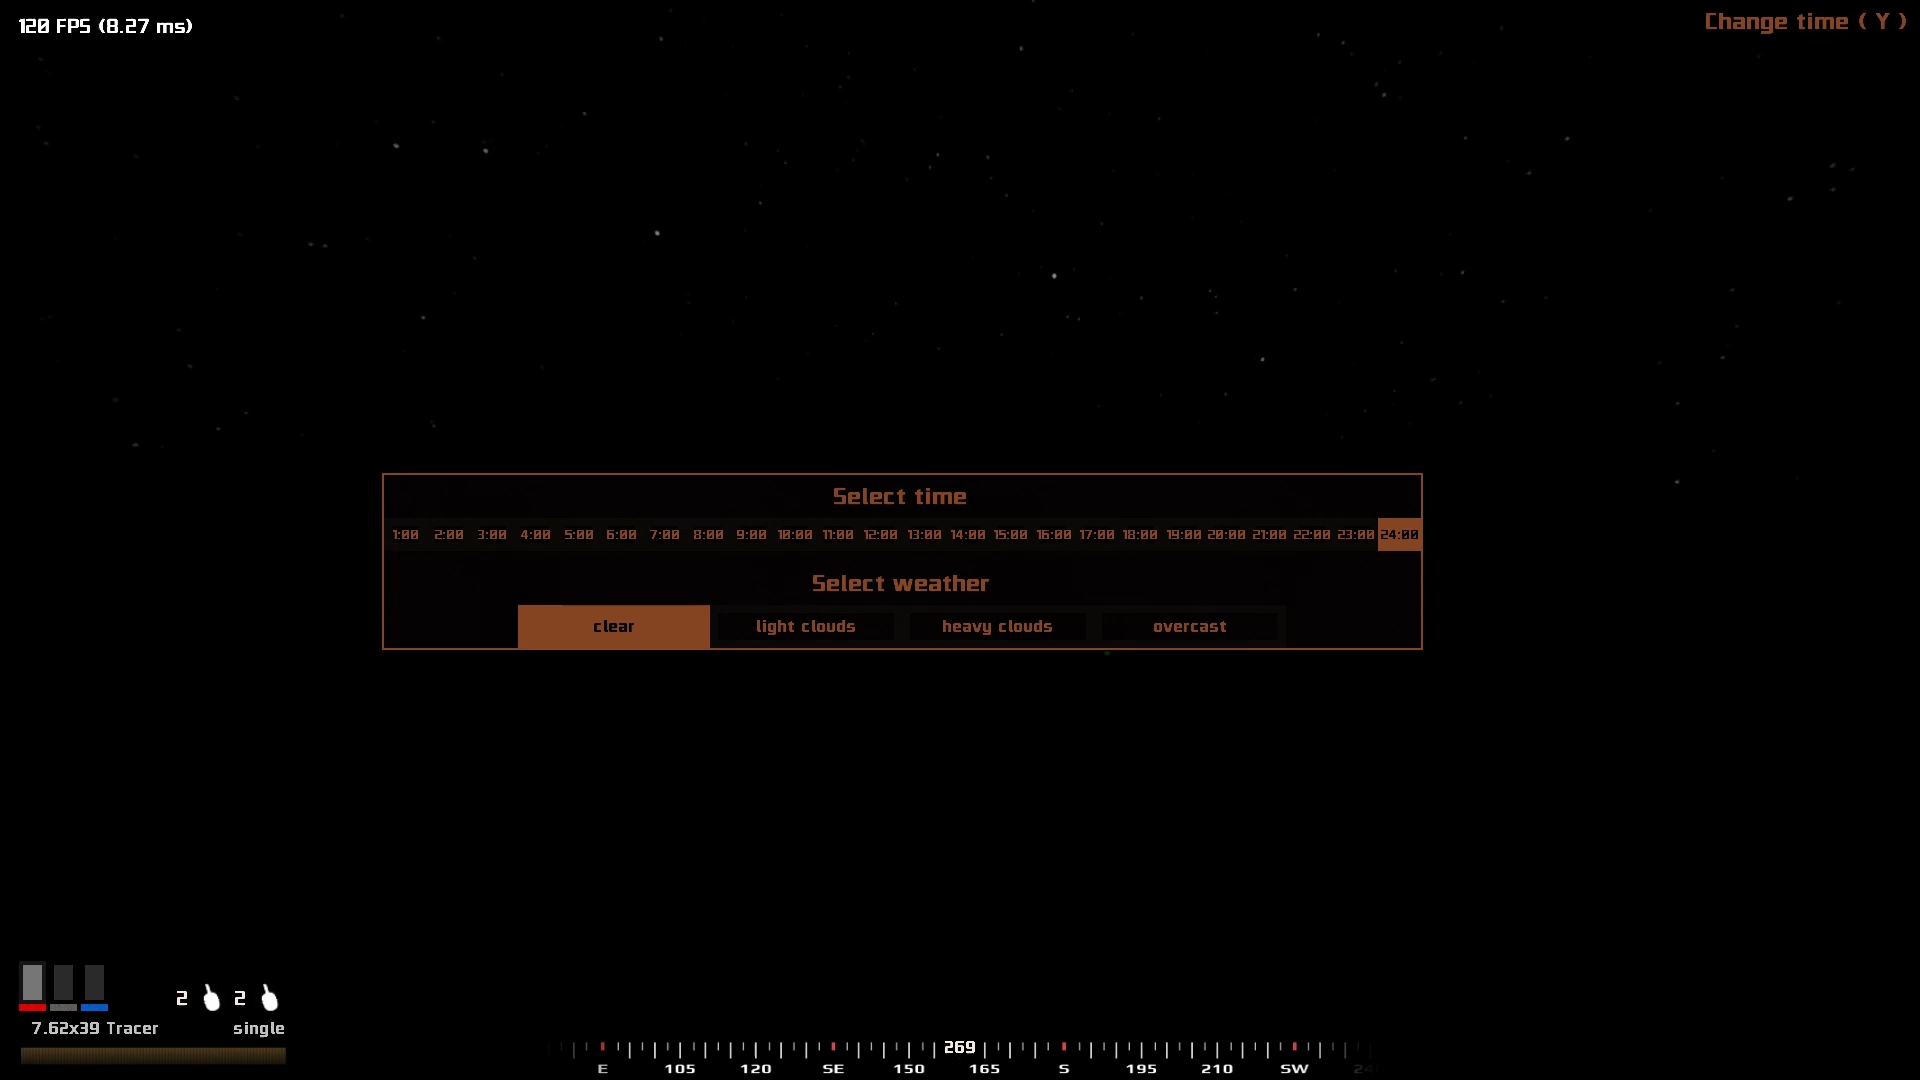 120 FPS (8.27 ms)
Change time ( Y )
Select time
1:00 2:00 3:00 4:00 5:00 6:00 7:00 8:00 9:00 10:00 11:00 12:00 13:00 14:00 15:00 16:00 17:00 18:00 19:00 20:00 21:00 22:00 23:00 24:00
Select weather
clear light clouds heavy clouds overcast
2 2
7.62x39 Tracer single
269
E 105 120 SE 150 165 S 195 210 SW